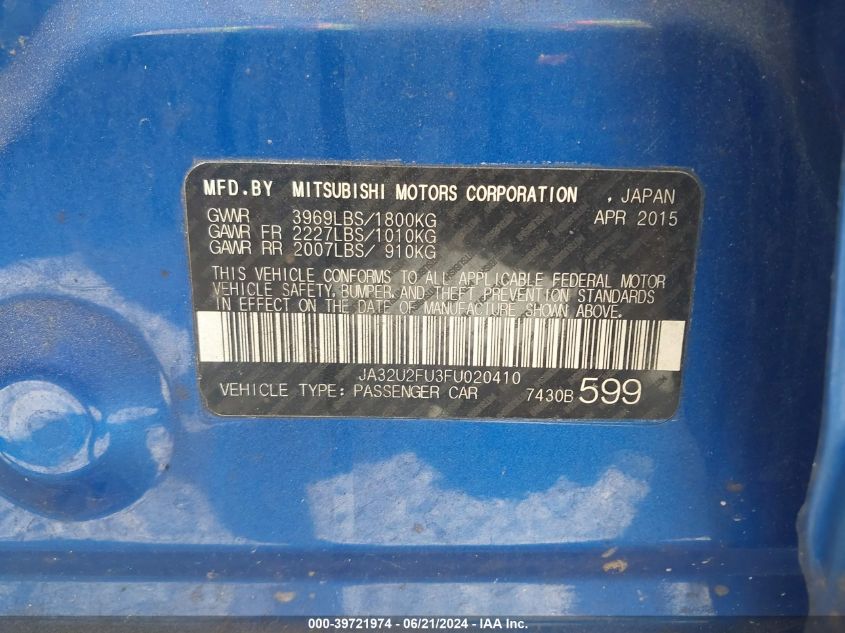 MFD.BY MITSUBISHI MOTORS CORPORATION , JAPAN
GVWR 3969LBS/1800KG APR 2015
GAWR FR 2227LBS/1010KG
GAWR RR 2007LBS/ 910KG
THIS VEHICLE CONFORMS TO ALL APPLICABLE FEDERAL MOTOR
VEHICLE SAFETY, BUMPER, AND THEFT PREVENTION STANDARDS
IN EFFECT ON THE DATE OF MANUFACTURE SHOWN ABOVE.
JA32U2FU3FU020410
VEHICLE TYPE: PASSENGER CAR 7430B 599
000-39721974 / 06/21/2024 - IAA Inc.